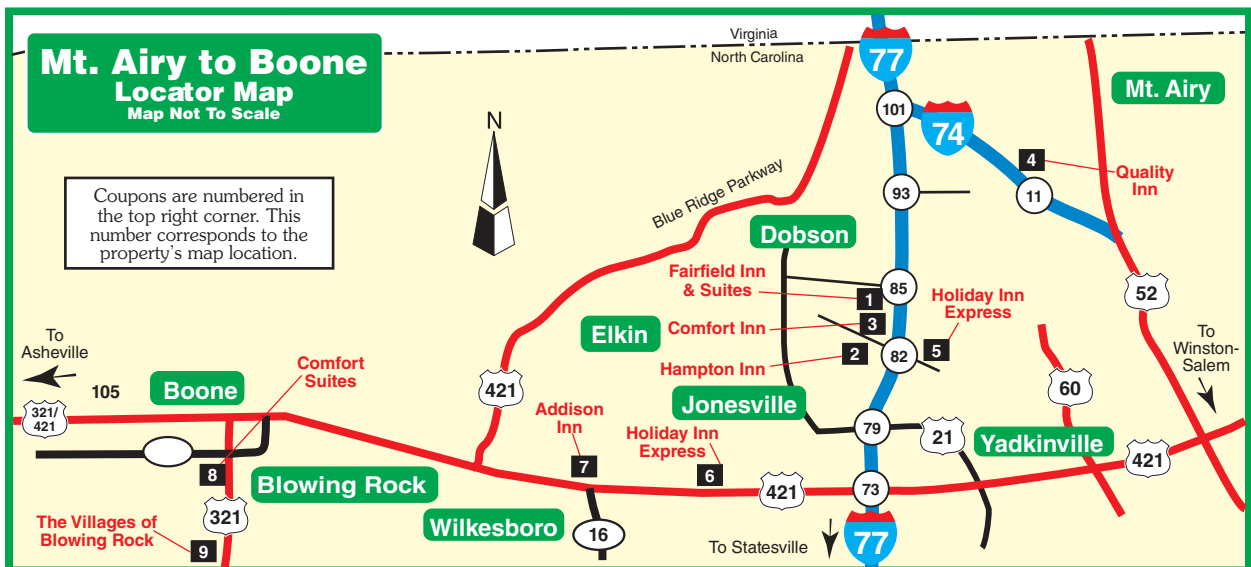 Mt. Airy to Boone
Locator Map
Map Not To Scale
Virginia
North Carolina
77
101
74
Mt. Airy
N
4
Quality
Inn
11
93
Blue Ridge Parkway
Coupons are numbered in
the top right corner. This
number corresponds to the
property's map location.
Dobson
Fairfield Inn
& Suites
1
85
Holiday Inn
Express
52
Elkin
Comfort Inn
3
5
82
2
Hampton Inn
To
Asheville
105
Boone
Comfort
Suites
421
To
Winston-
Salem
60
321/
421
Addison
Inn
Jonesville
79
21
Yadkinville
Holiday Inn
Express
7
6
8
Blowing Rock
421
73
421
321
Wilkesboro
16
The Villages of
Blowing Rock
9
To Statesville
77